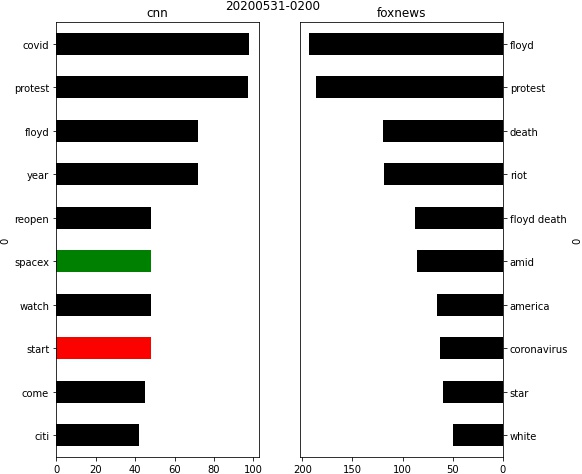 20200531-0200
cnn
foxnews
covid
protest
floyd
year
reopen
spacex
watch
start
come
citi
0
0 20 40 60 80 100
floyd
protest
death
riot
floyd death
amid
america
coronavirus
star
white
0
200 150 100 50 0